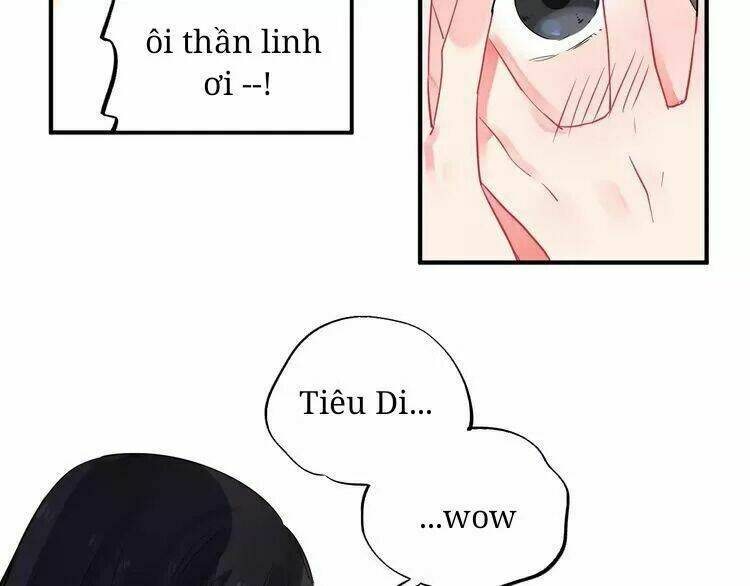 ôi thần linh
ơi --!
Tiêu Di...
...wow